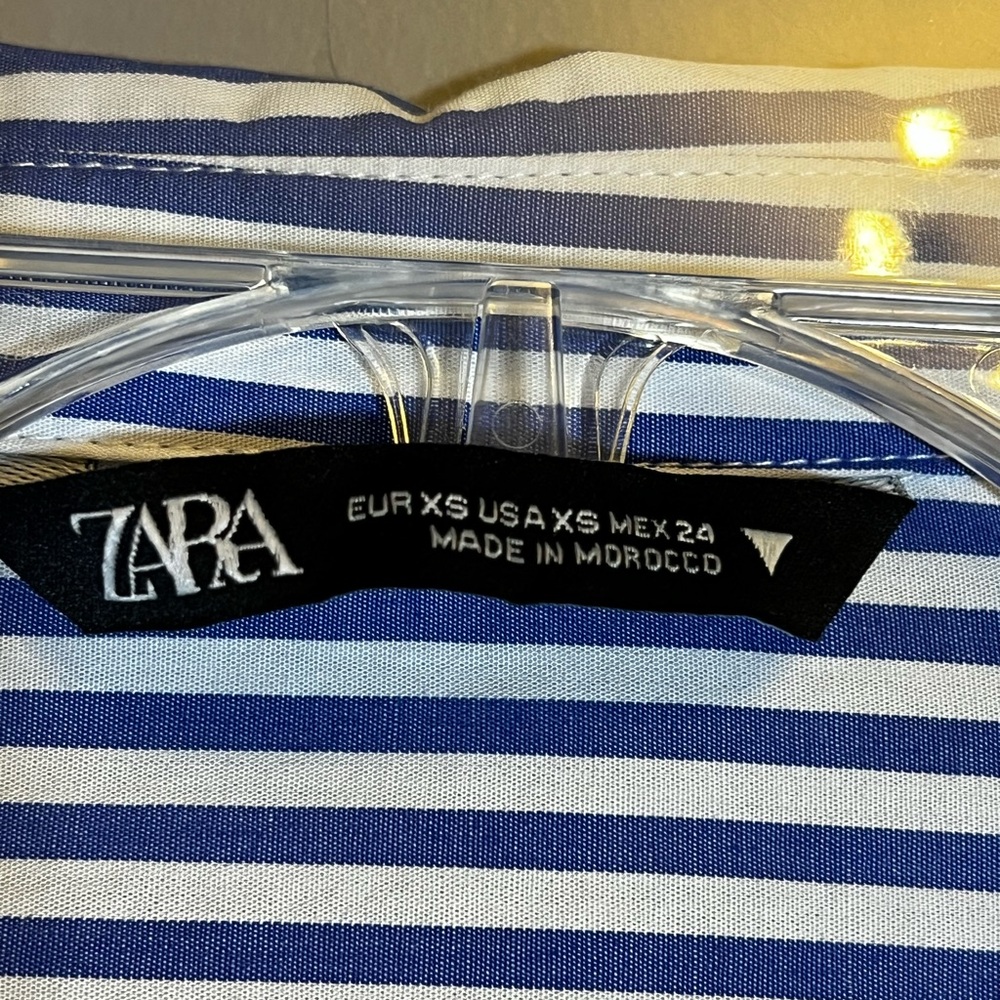 ZARA
EUR XS USA XS MEX 24
MADE IN MOROCCO